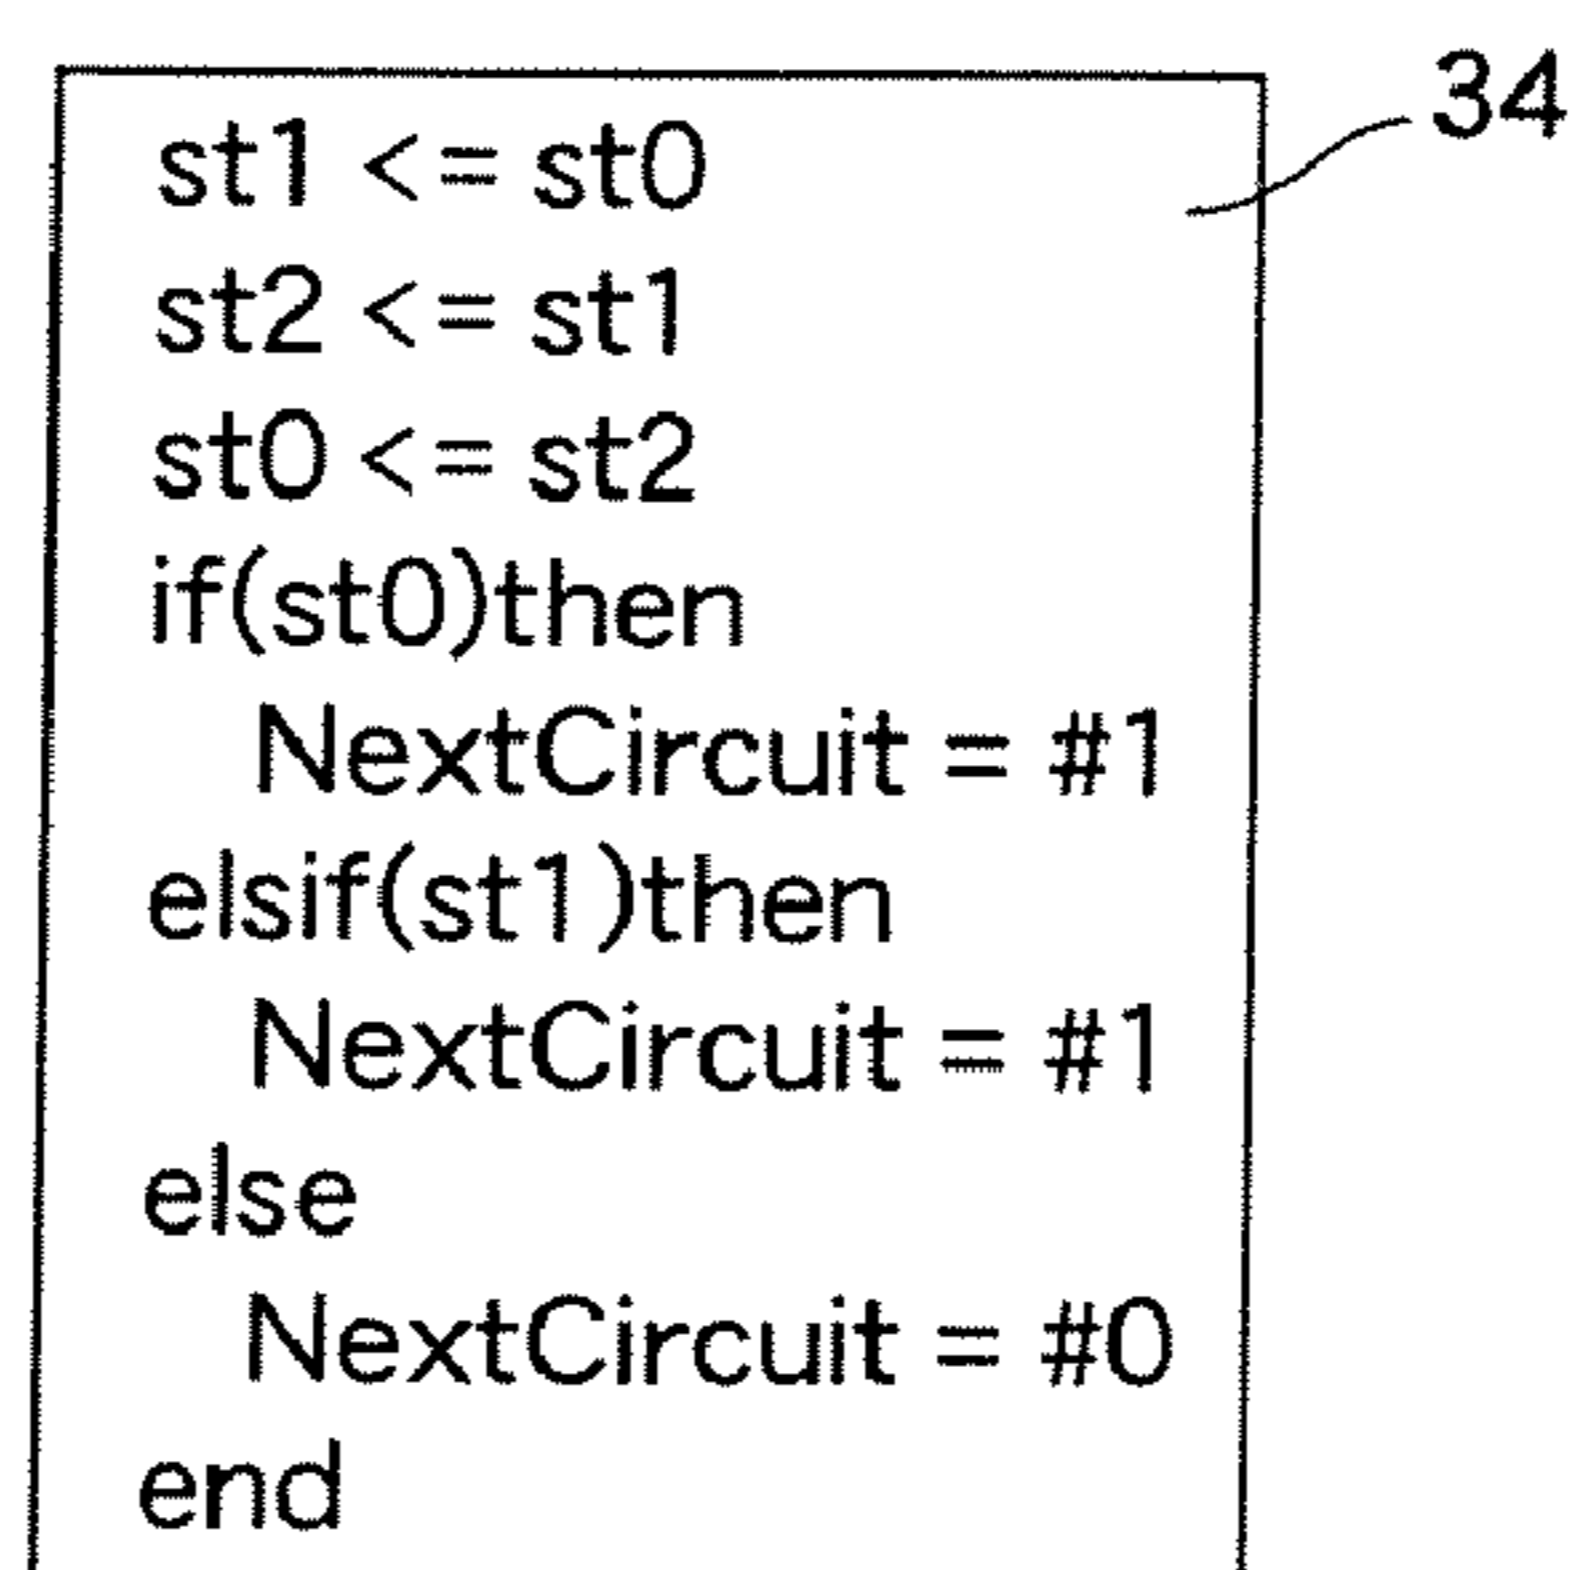 34
st1 <= st0
st2 <= st1
st0 <= st2
if(st0)then
NextCircuit = #1
elsif(st1)then
NextCircuit = #1
else
NextCircuit = #0
end